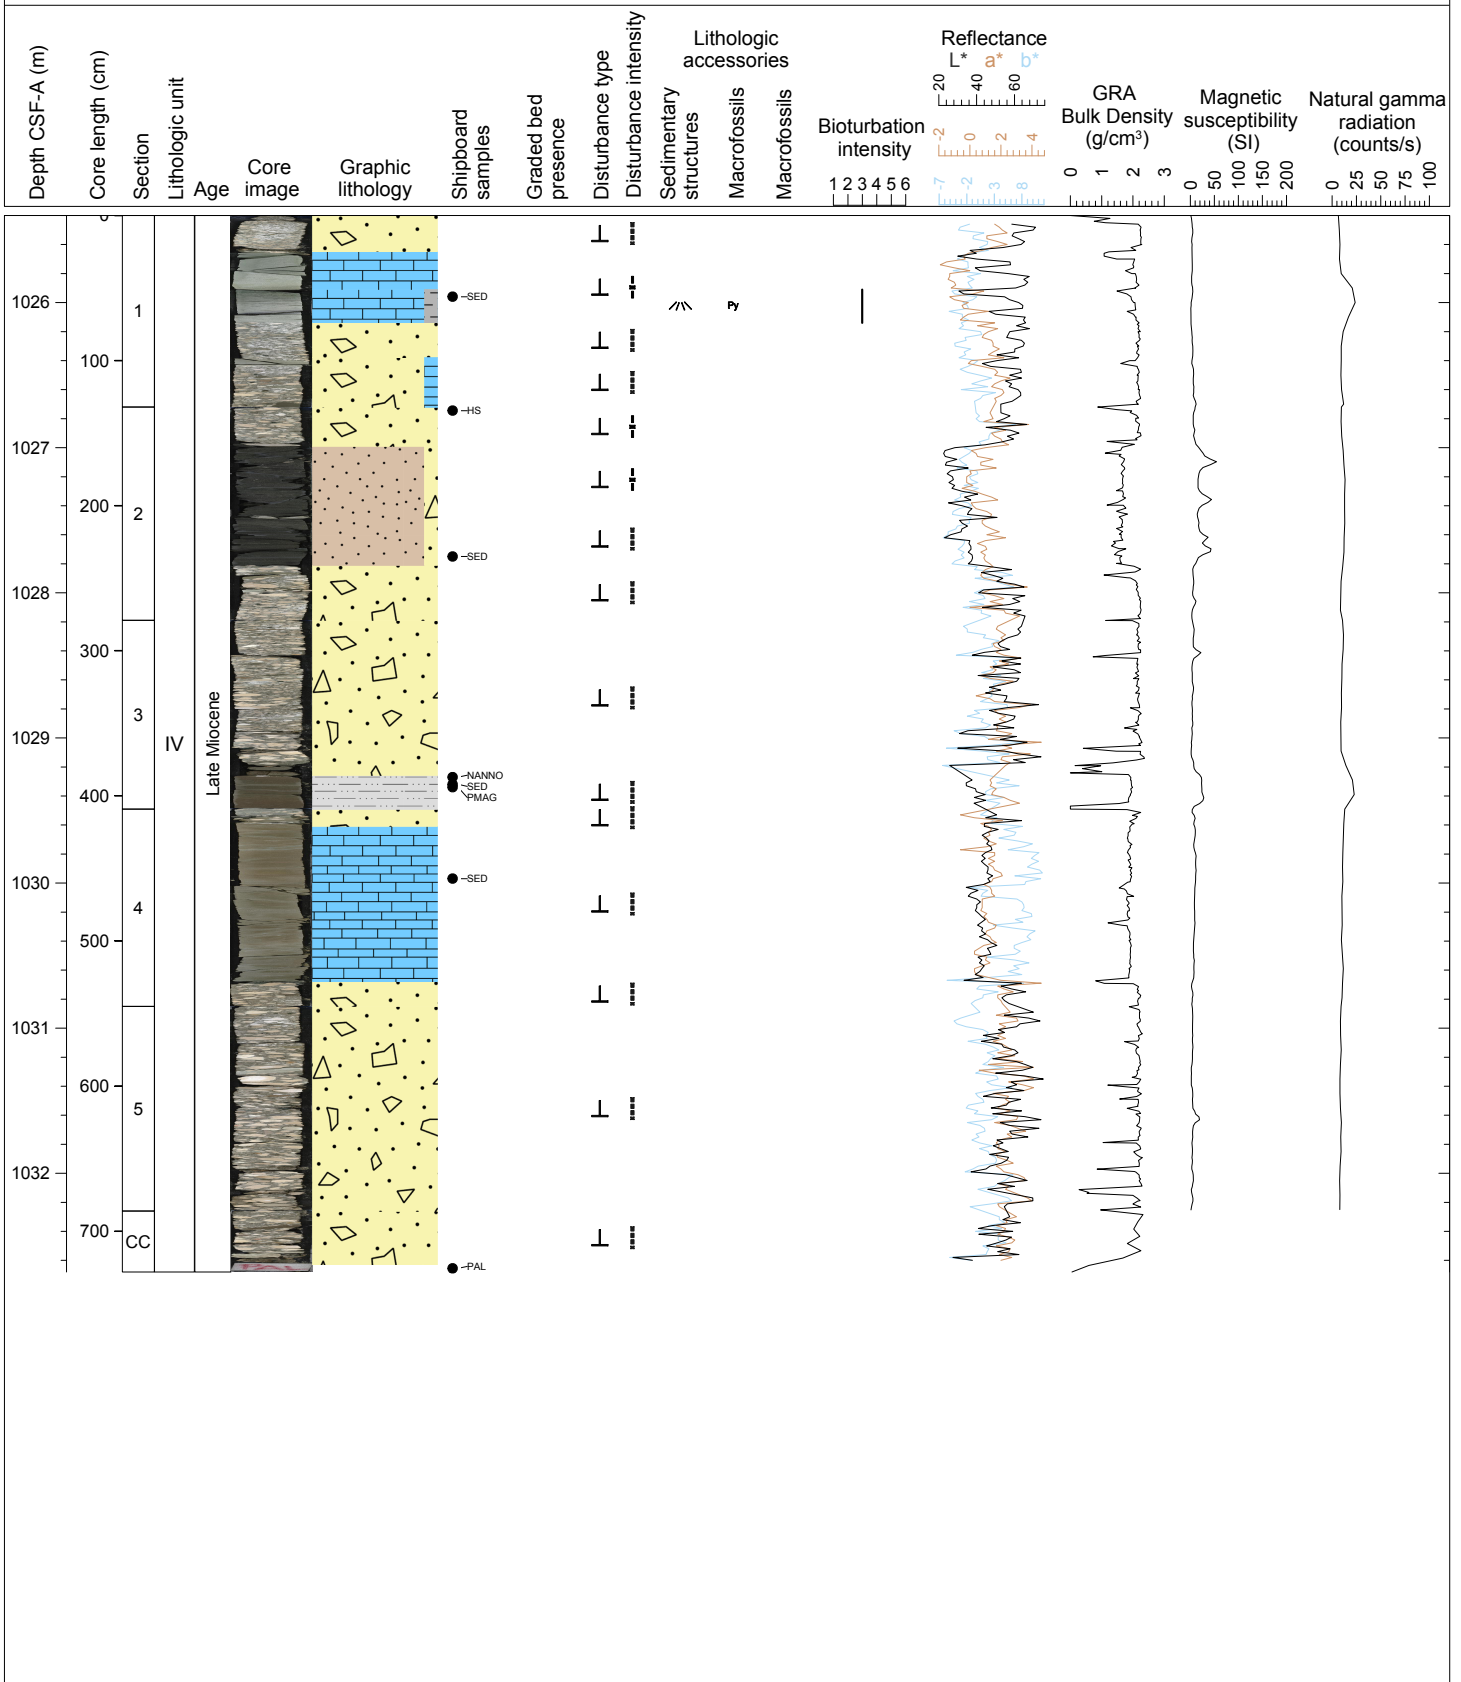 Depth CSF-A (m)
Core length (cm)
Section
Lithologic unit
Age
Core
image
Graphic
lithology
Shipboard
samples
Graded bed
presence
Disturbance type
Disturbance intensity
Lithologic
accessories
Sedimentary
structures
Macrofossils
Macrofossils
Bioturbation
intensity
1 2 3 4 5 6
Reflectance
L* a* b*
20 40 60
-2 0 2 4
-7 -2 3 8
GRA
Bulk Density
(g/cm³)
0 1 2 3
Magnetic
susceptibility
(SI)
0 50 100 150 200
Natural gamma
radiation
(counts/s)
0 25 50 75 100
0
1026
1
SED
Py
100
HS
1027
200
2
SED
1028
300
3
1029
IV
Late Miocene
NANNO
SED
PMAG
400
1030
SED
4
500
1031
600
5
1032
700
CC
PAL